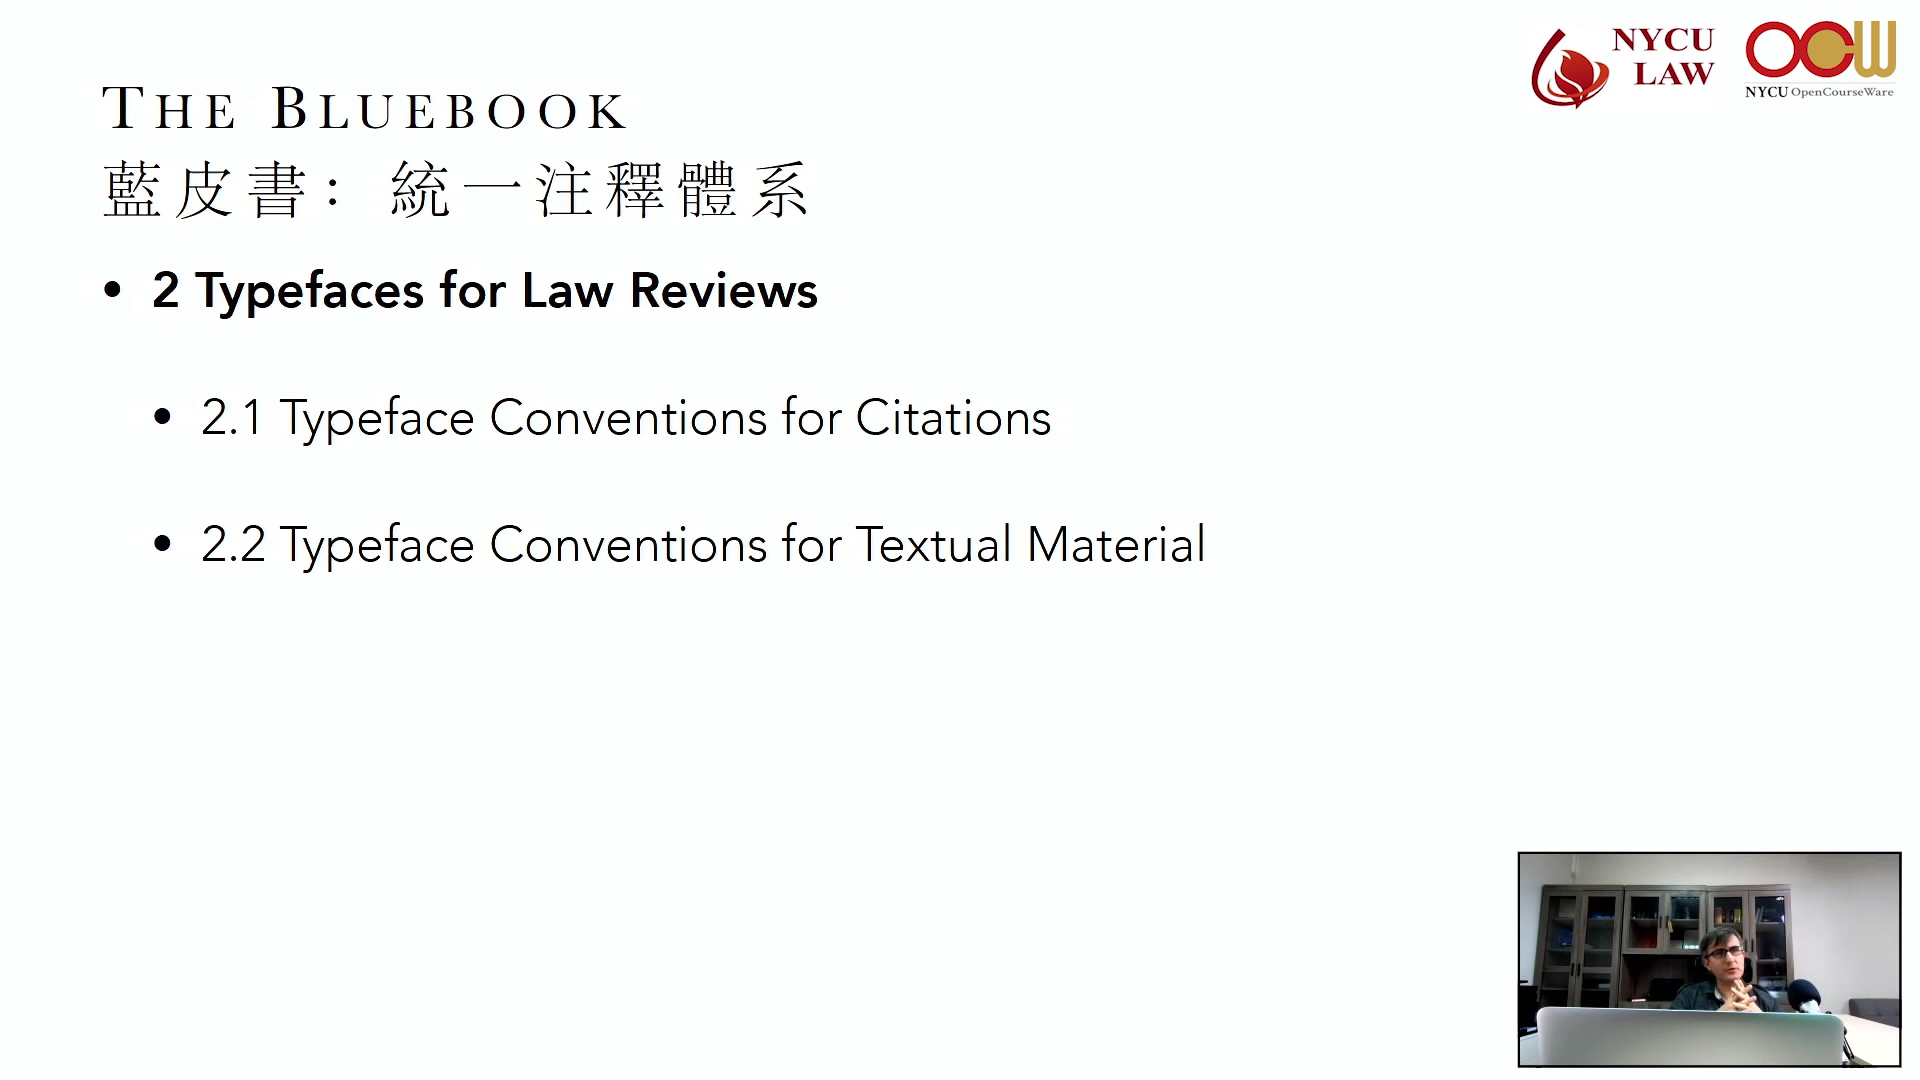 NYCU
LAW
OCW
NYCU OpenCourseWare
THE BLUEBOOK
藍皮書：統一注釋體系
• 2 Typefaces for Law Reviews
• 2.1 Typeface Conventions for Citations
• 2.2 Typeface Conventions for Textual Material